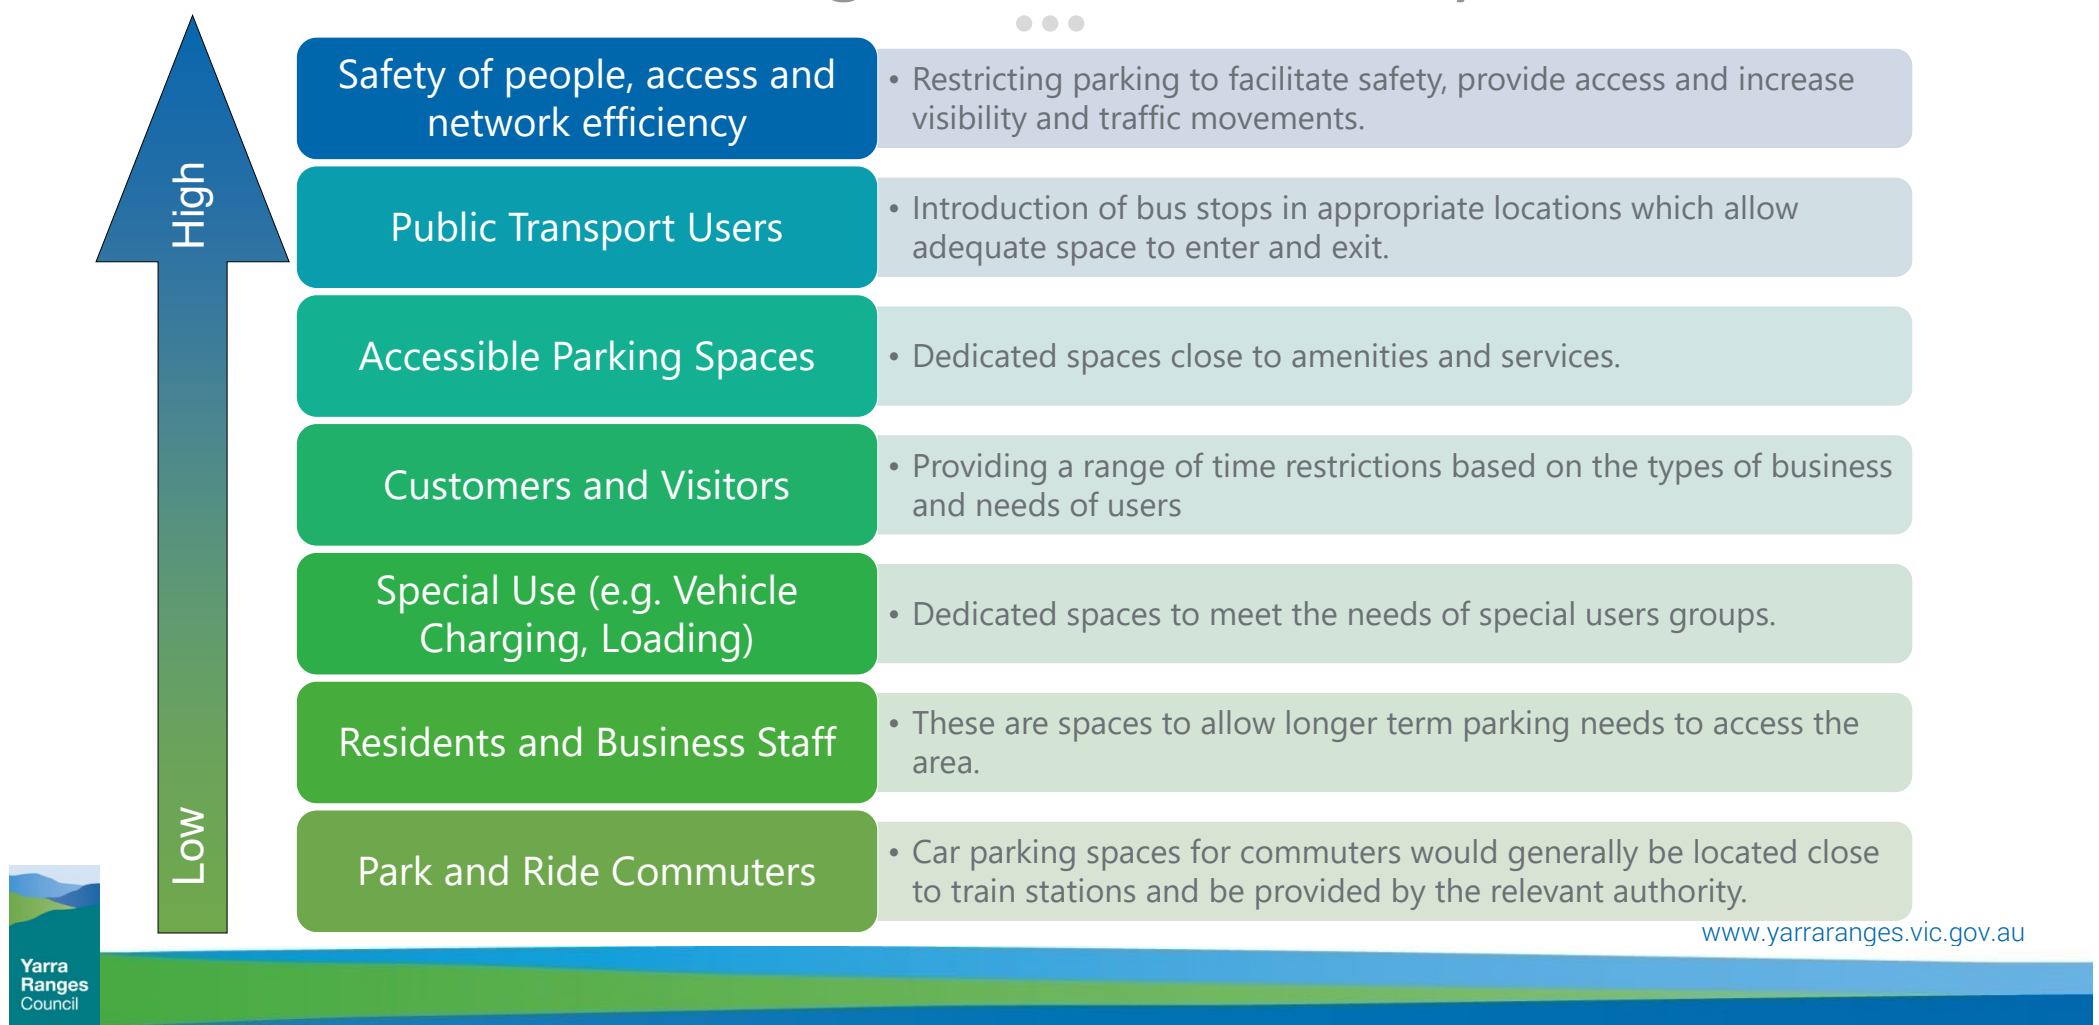 High
Low
Safety of people, access and
network efficiency
• Restricting parking to facilitate safety, provide access and increase
visibility and traffic movements.
Public Transport Users
• Introduction of bus stops in appropriate locations which allow
adequate space to enter and exit.
Accessible Parking Spaces
• Dedicated spaces close to amenities and services.
Customers and Visitors
• Providing a range of time restrictions based on the types of business
and needs of users
Special Use (e.g. Vehicle
Charging, Loading)
• Dedicated spaces to meet the needs of special users groups.
Residents and Business Staff
• These are spaces to allow longer term parking needs to access the
area.
Park and Ride Commuters
• Car parking spaces for commuters would generally be located close
to train stations and be provided by the relevant authority.
www.yarraranges.vic.gov.au
Yarra
Ranges
Council